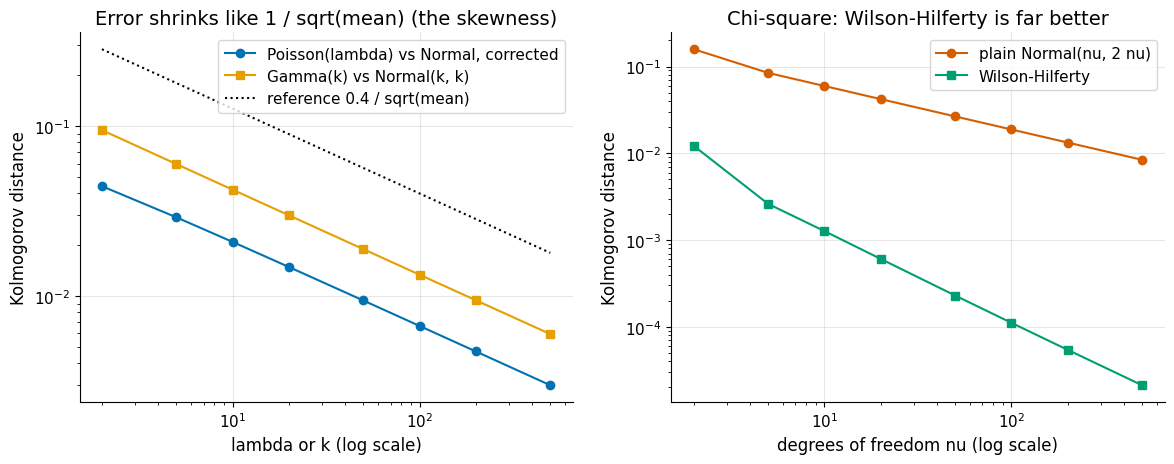 Error shrinks like 1 / sqrt(mean) (the skewness)
Poisson(lambda) vs Normal, corrected
Gamma(k) vs Normal(k, k)
reference 0.4 / sqrt(mean)
Kolmogorov distance
10⁻¹
10⁻²
10¹
10²
lambda or k (log scale)
Chi-square: Wilson-Hilferty is far better
plain Normal(nu, 2 nu)
Wilson-Hilferty
Kolmogorov distance
10⁻¹
10⁻²
10⁻³
10⁻⁴
10¹
10²
degrees of freedom nu (log scale)